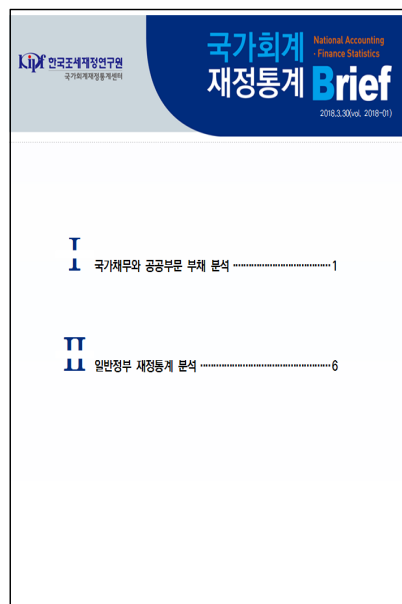 국가회계
National Accounting
· Finance Statistics
재정통계 Brief
2018.3.30(vol. 2018-01)
kipf 한국조세재정연구원
국가회계재정통계센터
I 국가채무와 공공부문 부채 분석 1
II 일반정부 재정통계 분석 6